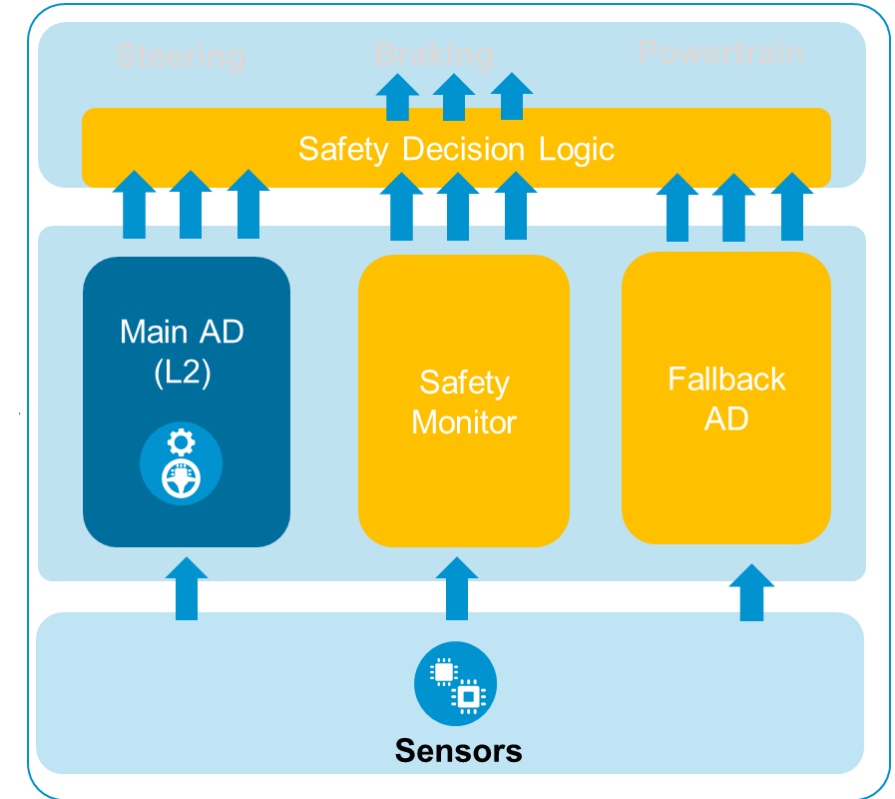 Steering Braking Powertrain
Safety Decision Logic
Main AD
(L2)
Safety
Monitor
Fallback
AD
Sensors